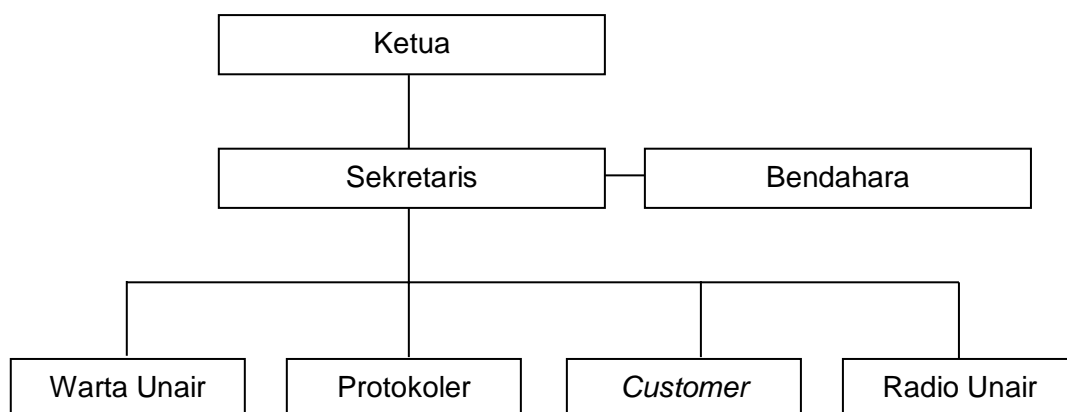 Ketua
Sekretaris
Bendahara
Warta Unair
Protokoler
Customer
Radio Unair